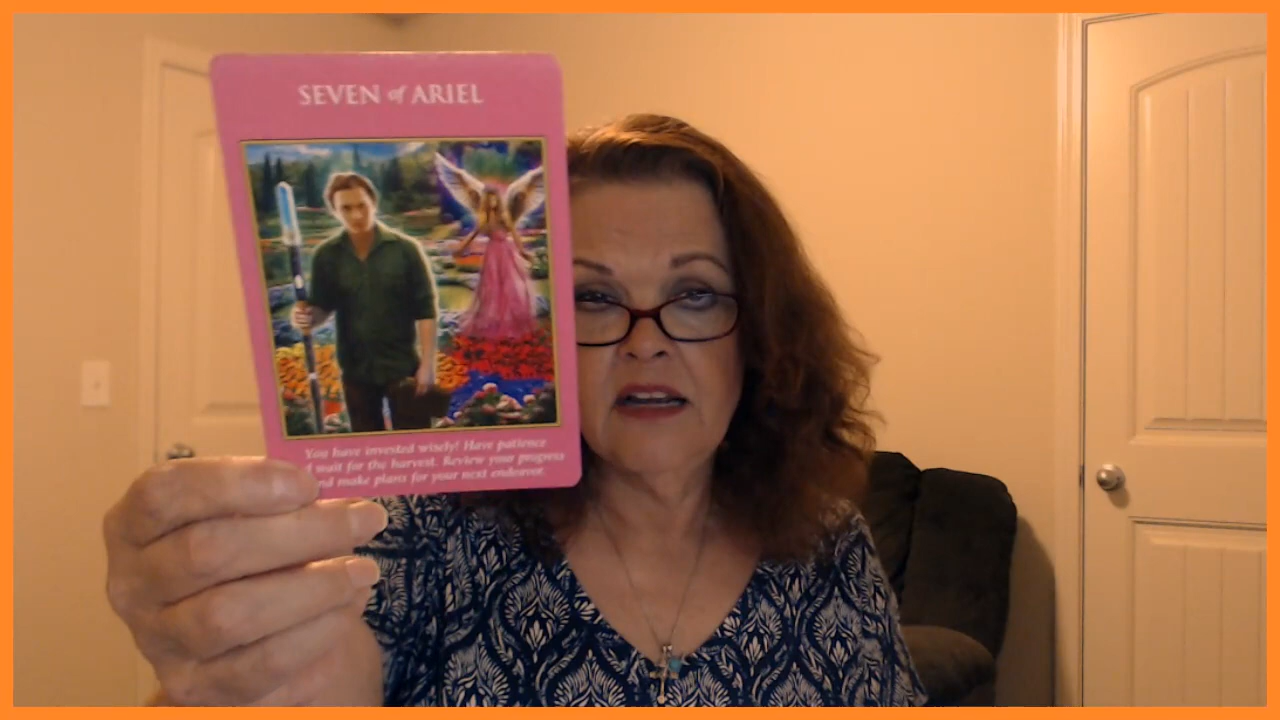 SEVEN of ARIEL
You have invested wisely! Have patience
wait for the harvest. Review your progress
and make plans for your next endeavor.